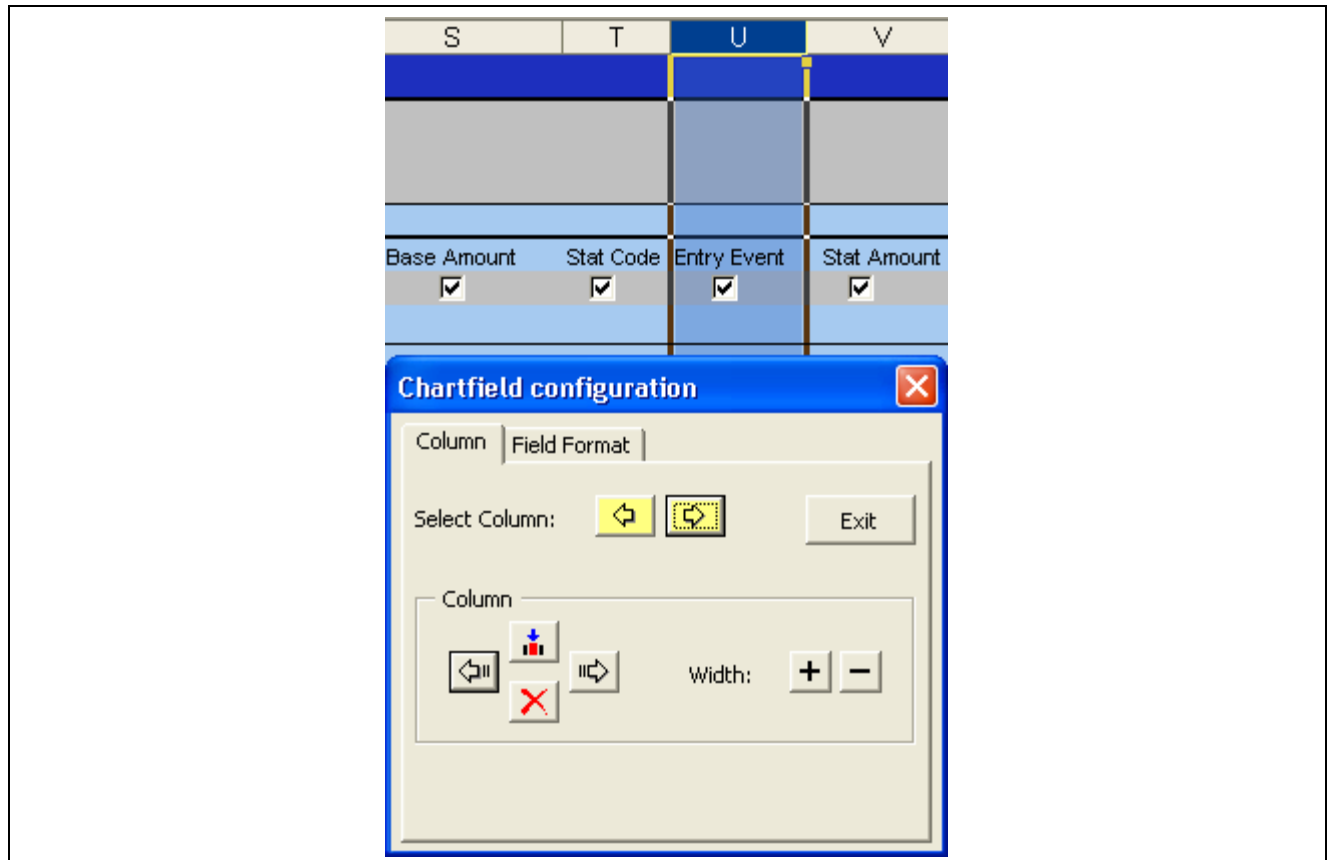 S T U V
Base Amount Stat Code Entry Event Stat Amount
Chartfield configuration
Column Field Format
Select Column: Exit
Column
Width: + −